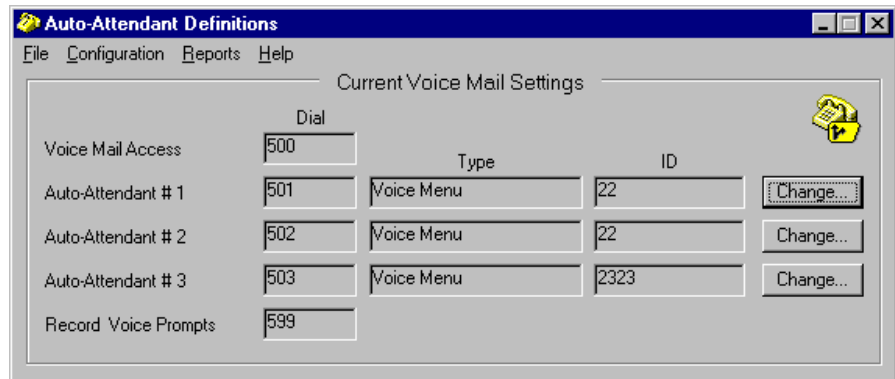 Auto-Attendant Definitions
File Configuration Reports Help
Current Voice Mail Settings
Dial
Voice Mail Access 500
Type ID
Auto-Attendant # 1 501 Voice Menu 22 Change...
Auto-Attendant # 2 502 Voice Menu 22 Change...
Auto-Attendant # 3 503 Voice Menu 2323 Change...
Record Voice Prompts 599